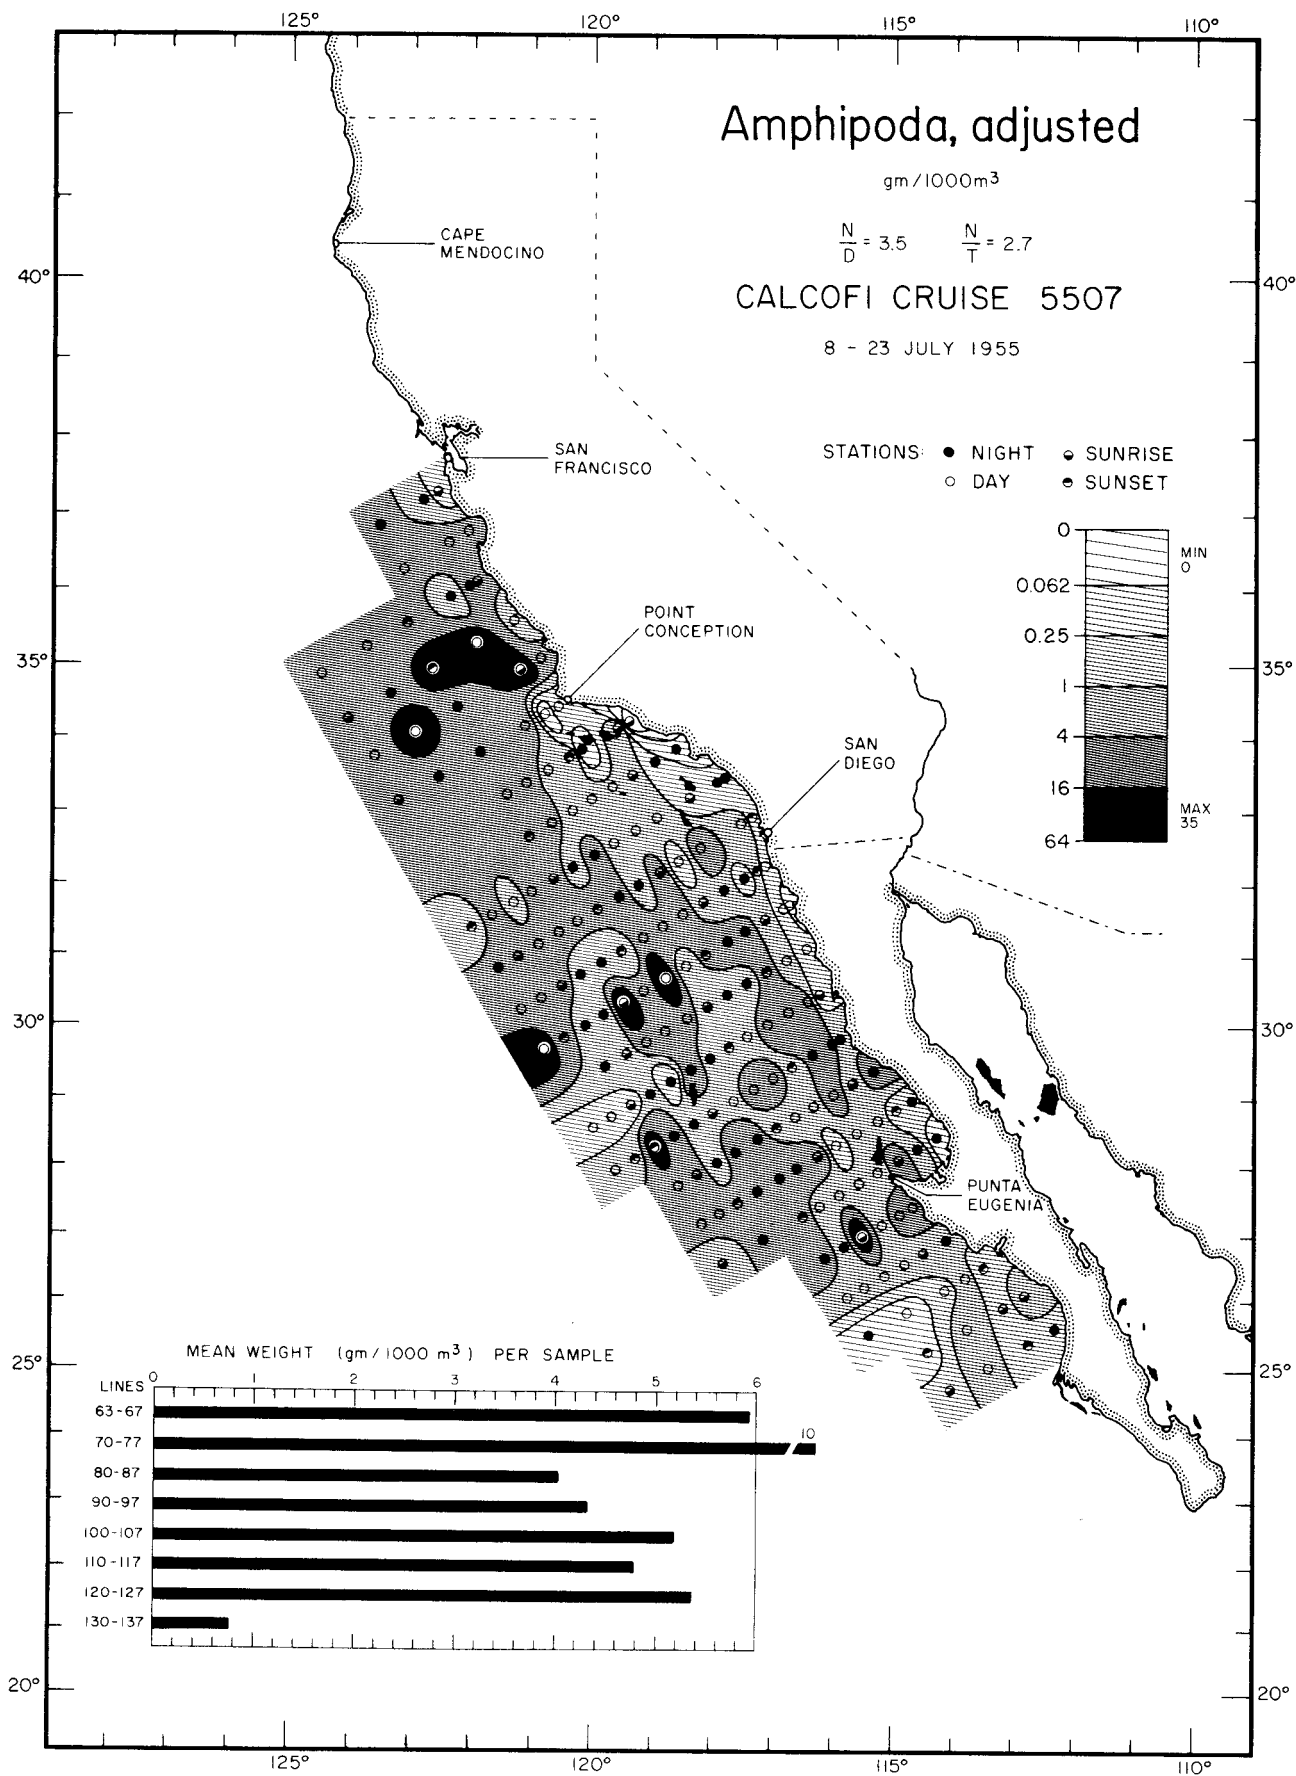 125° 120° 115° 110°
Amphipoda, adjusted
gm/1000m³
N/D = 3.5 N/T = 2.7
CALCOFI CRUISE 5507
8 - 23 JULY 1955
CAPE
MENDOCINO
40° 40°
STATIONS: ● NIGHT ◒ SUNRISE
○ DAY ◓ SUNSET
SAN
FRANCISCO
0
0.062
0.25
1
4
16
64
MIN
0
MAX
35
POINT
CONCEPTION
35° 35°
SAN
DIEGO
30° 30°
PUNTA
EUGENIA
25° 25°
MEAN WEIGHT (gm/1000 m³) PER SAMPLE
LINES 0 1 2 3 4 5 6
63-67
70-77 10
80-87
90-97
100-107
110-117
120-127
130-137
20° 20°
125° 120° 115° 110°